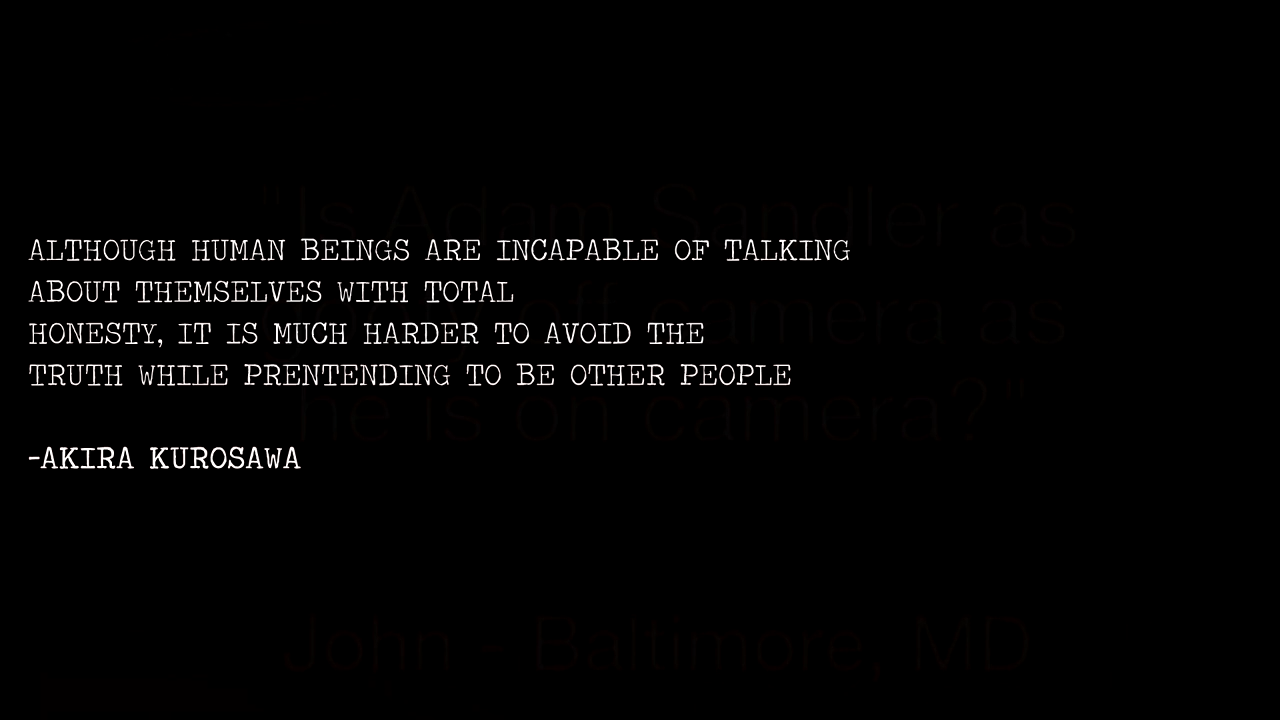 ALTHOUGH HUMAN BEINGS ARE INCAPABLE OF TALKING
ABOUT THEMSELVES WITH TOTAL
HONESTY, IT IS MUCH HARDER TO AVOID THE
TRUTH WHILE PRENTENDING TO BE OTHER PEOPLE
-AKIRA KUROSAWA
"Is Adam Sandler as
goofy off camera as
he is on camera?"
John - Baltimore, MD